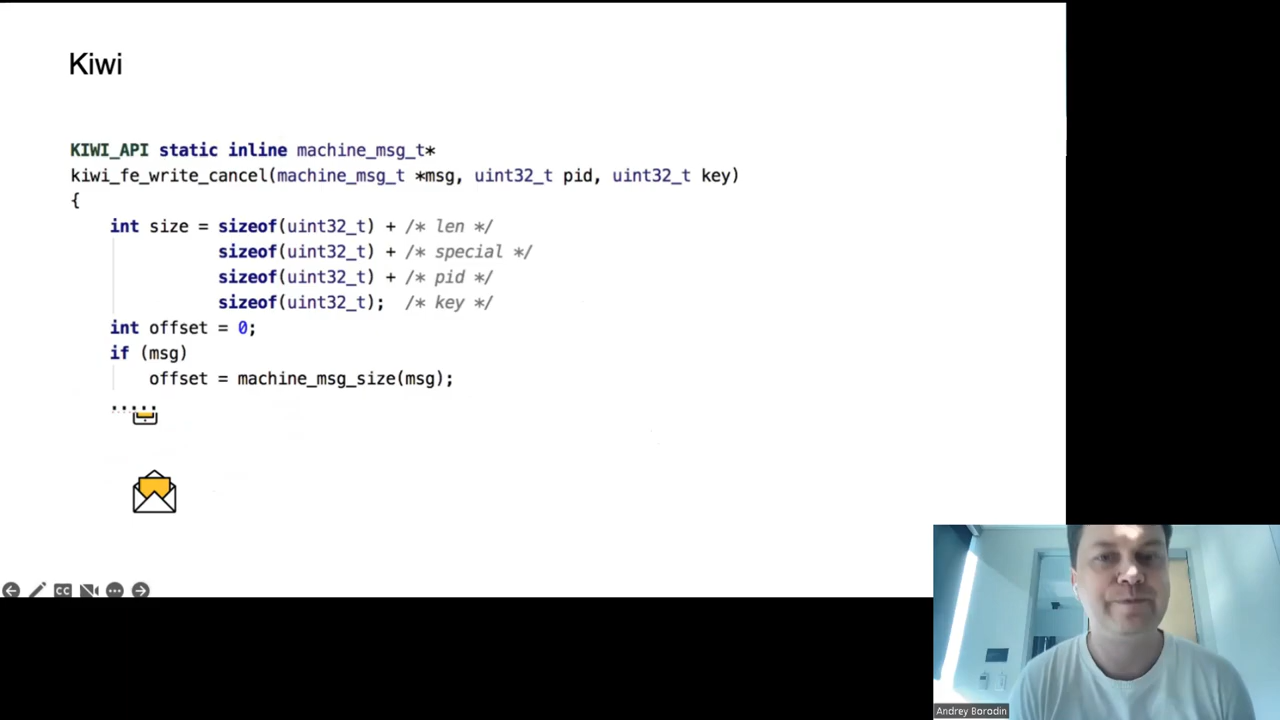 Kiwi
KIWI_API static inline machine_msg_t*
kiwi_fe_write_cancel(machine_msg_t *msg, uint32_t pid, uint32_t key)
{
int size = sizeof(uint32_t) + /* len */
sizeof(uint32_t) + /* special */
sizeof(uint32_t) + /* pid */
sizeof(uint32_t); /* key */
int offset = 0;
if (msg)
offset = machine_msg_size(msg);
.....
CC
Andrey Borodin